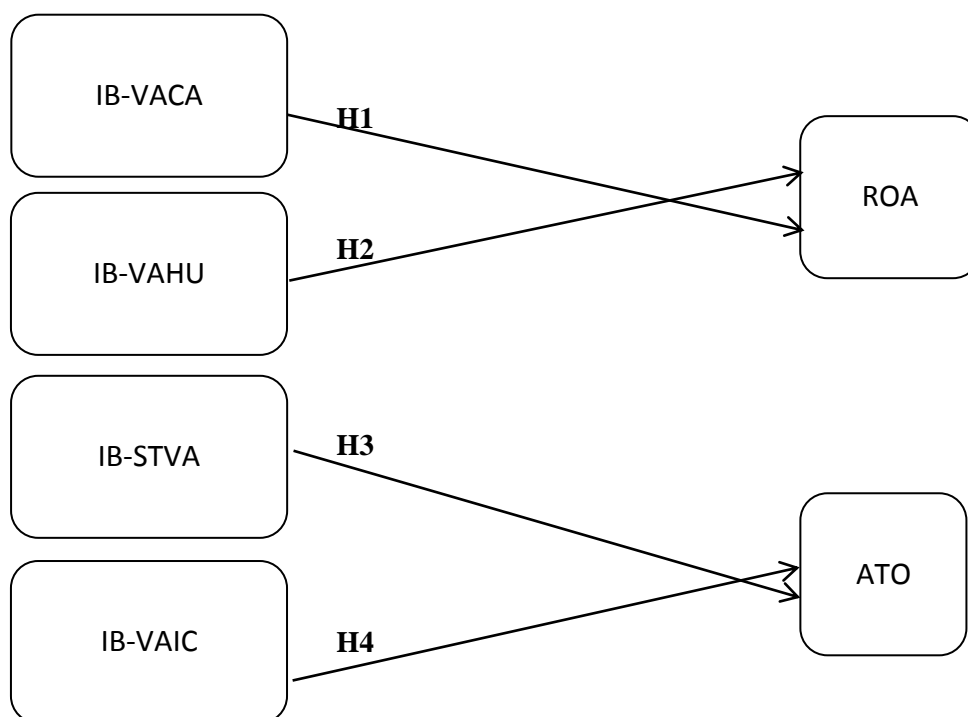 IB-VACA
H1
ROA
IB-VAHU
H2
IB-STVA
H3
ATO
IB-VAIC
H4